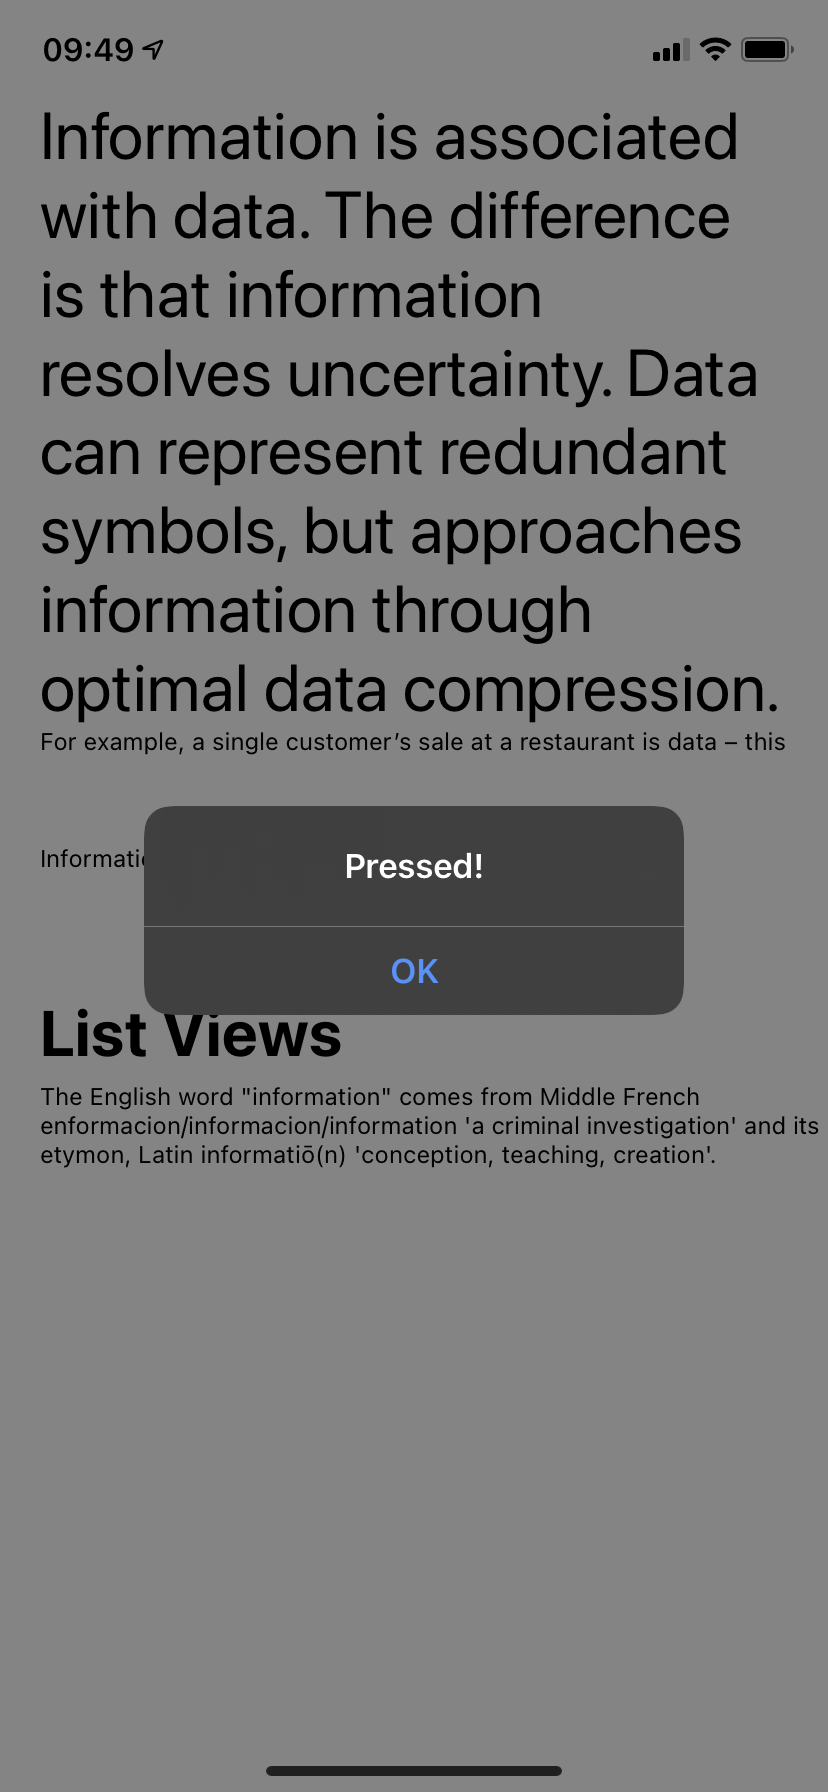 09:49
Information is associated
with data. The difference
is that information
resolves uncertainty. Data
can represent redundant
symbols, but approaches
information through
optimal data compression.
For example, a single customer’s sale at a restaurant is data – this
Pressed!
OK
List Views
The English word "information" comes from Middle French
enformacion/informacion/information 'a criminal investigation' and its
etymon, Latin informatiō(n) 'conception, teaching, creation'.